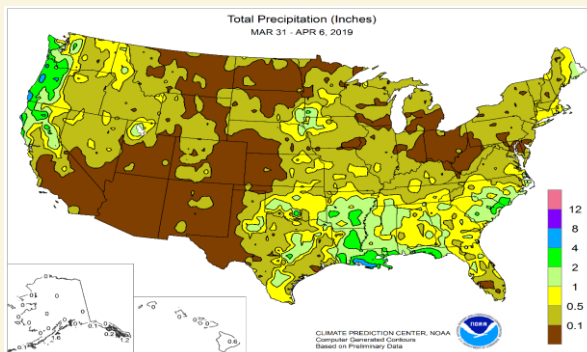 Total Precipitation (Inches)
MAR 31 - APR 6, 2019
12
8
4
2
1
0.5
0.1
CLIMATE PREDICTION CENTER, NOAA
Computer Generated Contours
Based on Preliminary Data
NOAA